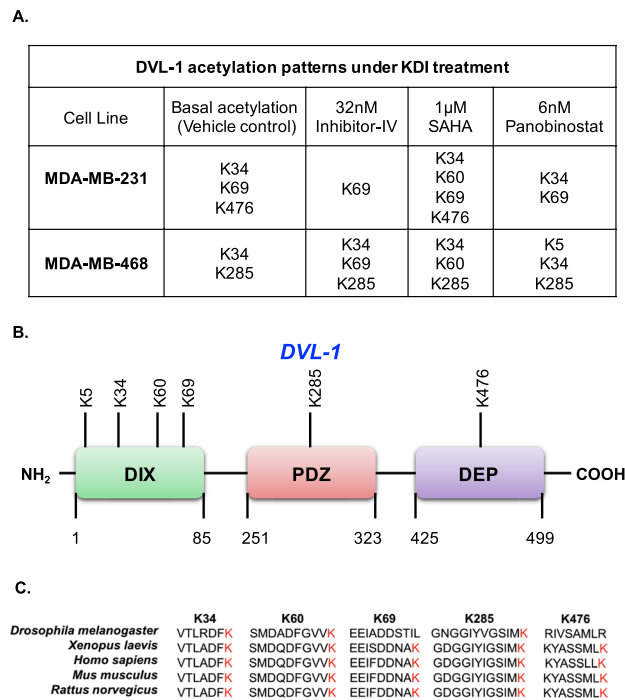 A.
DVL-1 acetylation patterns under KDI treatment
Cell Line
Basal acetylation
(Vehicle control)
32nM
Inhibitor-IV
1µM
SAHA
6nM
Panobinostat
MDA-MB-231
K34
K69
K476
K69
K34
K60
K69
K476
K34
K69
MDA-MB-468
K34
K285
K34
K69
K285
K34
K60
K285
K5
K34
K285
B.
DVL-1
K5 K34 K60 K69 K285 K476
NH2 DIX PDZ DEP COOH
1 85 251 323 425 499
C.
K34 K60 K69 K285 K476
Drosophila melanogaster VTLRDFK SMDADFGVVK EEIADDSTIL GNGGIYVGSIMK RIVSAMLR
Xenopus laevis VTLADFK SMDQDFGVVK EEISDDNAK GDGGIYIGSIMK KYASSMLK
Homo sapiens VTLADFK SMDQDFGVVK EEIFDDNAK GDGGIYIGSIMK KYASSLLK
Mus musculus VTLADFK SMDQDFGVVK EEIFDDNAK GDGGIYIGSIMK KYASSMLK
Rattus norvegicus VTLADFK SMDQDFGVVK EEIFDDNAK GDGGIYIGSIMK KYASSMLK